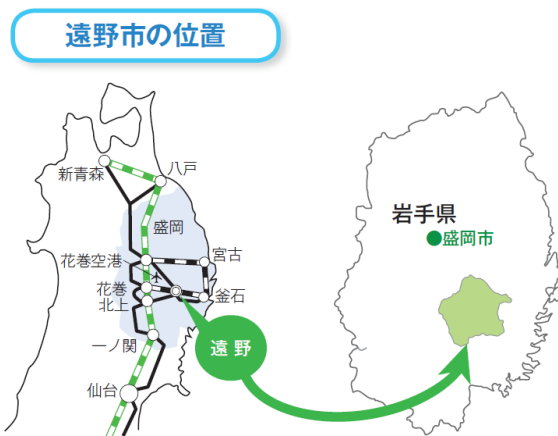 遠野市の位置
新青森
八戸
盛岡
花巻空港
宮古
花巻
北上
釜石
一ノ関
遠野
仙台
岩手県
盛岡市